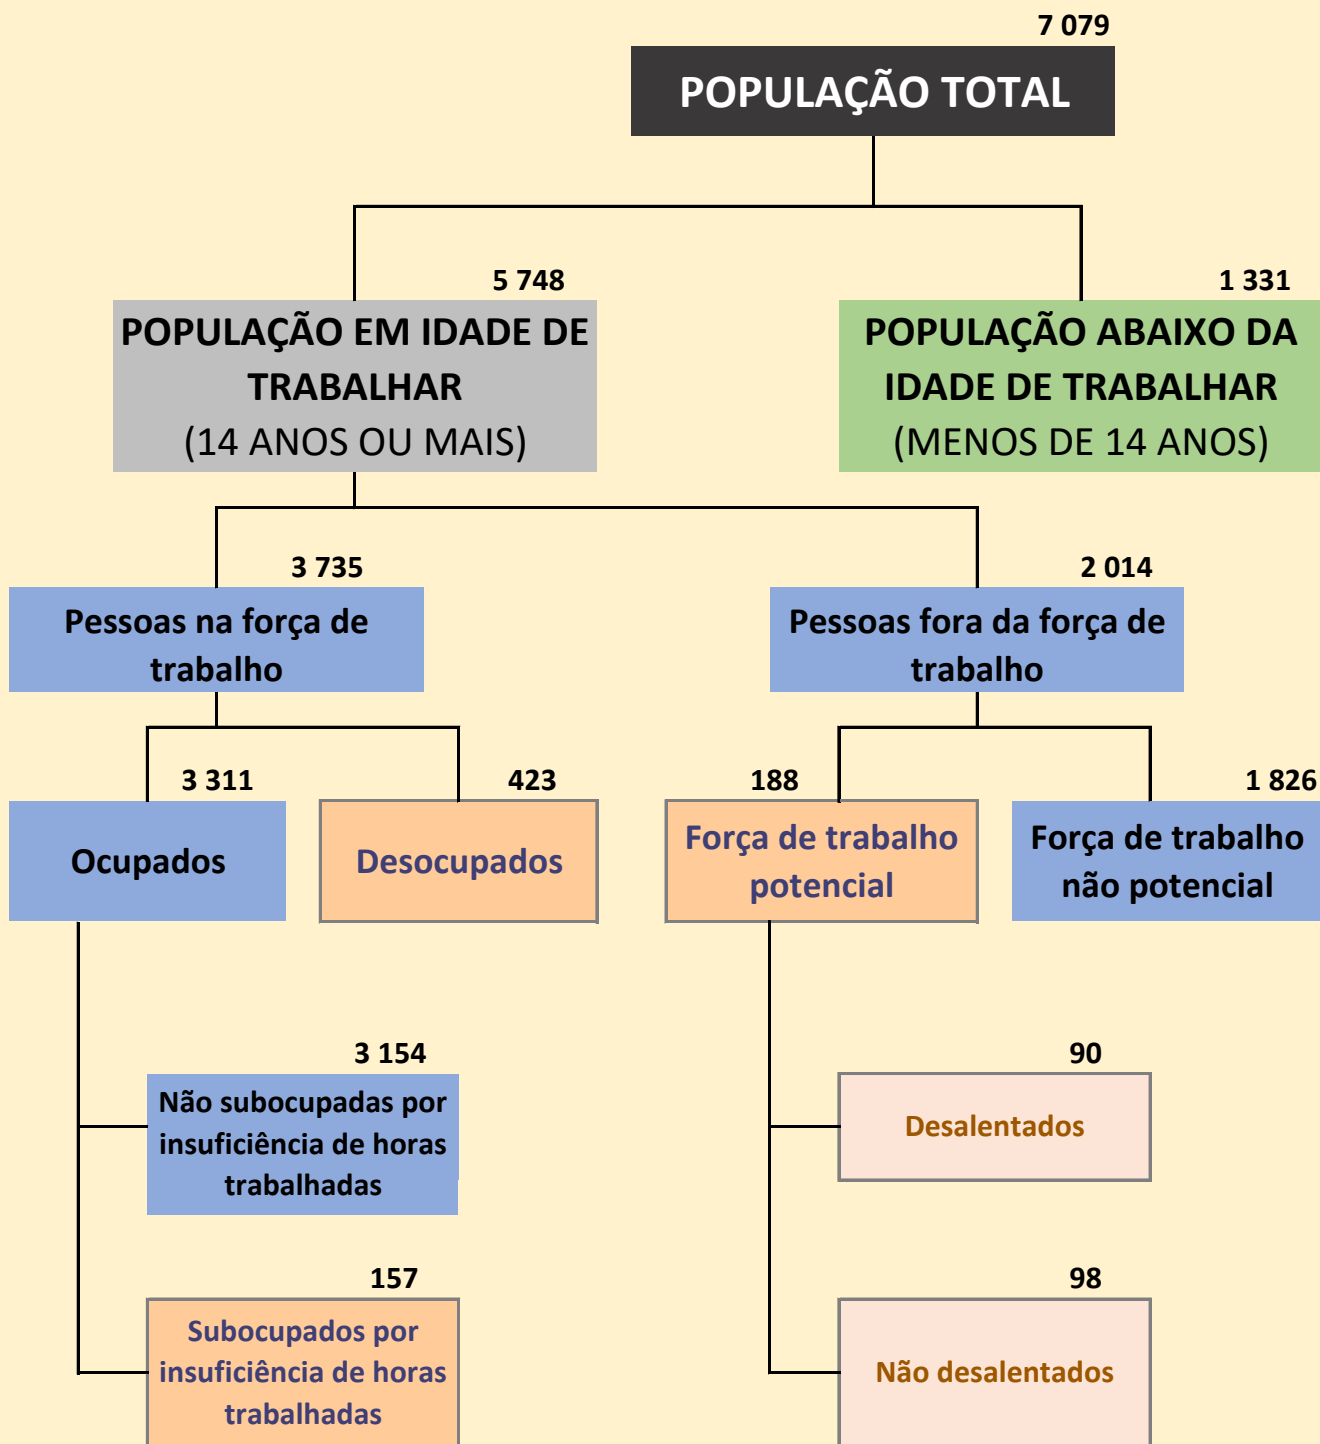 7 079
POPULAÇÃO TOTAL
5 748
POPULAÇÃO EM IDADE DE
TRABALHAR
(14 ANOS OU MAIS)
1 331
POPULAÇÃO ABAIXO DA
IDADE DE TRABALHAR
(MENOS DE 14 ANOS)
3 735
Pessoas na força de
trabalho
2 014
Pessoas fora da força de
trabalho
3 311
Ocupados
423
Desocupados
188
Força de trabalho
potencial
1 826
Força de trabalho
não potencial
3 154
Não subocupadas por
insuficiência de horas
trabalhadas
90
Desalentados
157
Subocupados por
insuficiência de horas
trabalhadas
98
Não desalentados